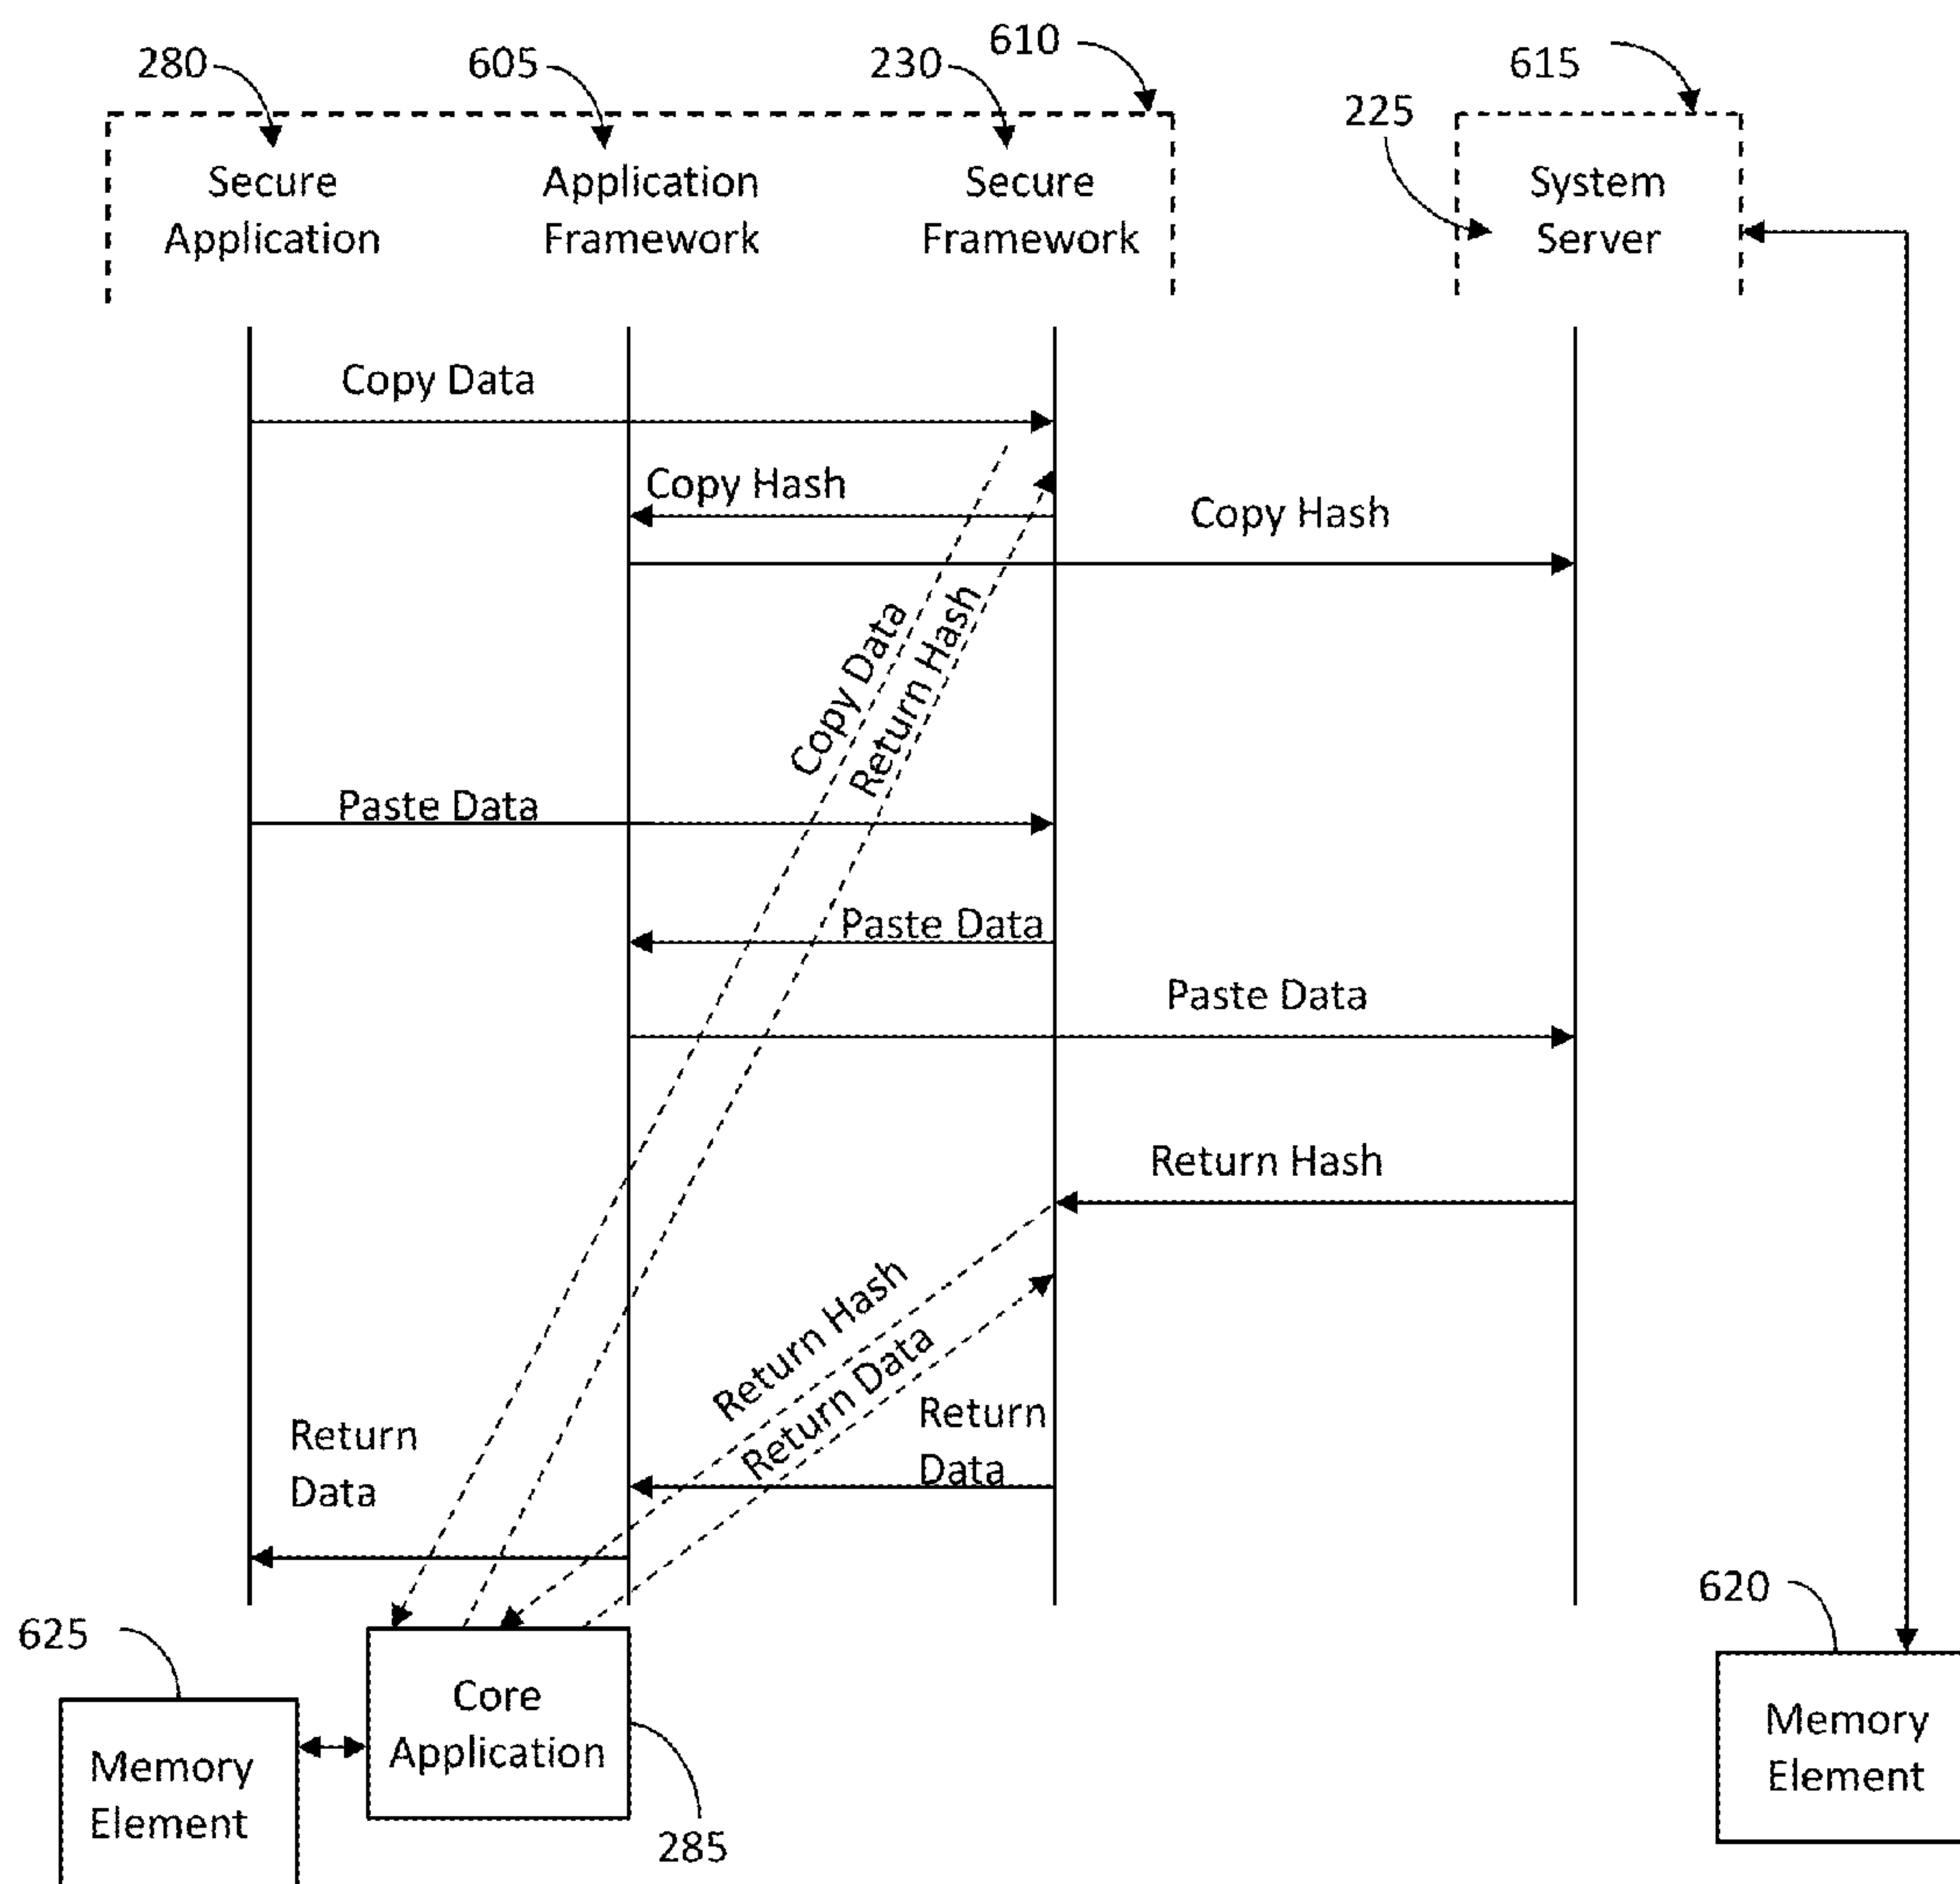 280
605
230
610
615
225
Secure
Application
Application
Framework
Secure
Framework
System
Server
Copy Data
Copy Hash
Copy Hash
Copy Data
Return Hash
Paste Data
Paste Data
Paste Data
Return Hash
Return Hash
Return Data
Return
Data
Return
Data
625
620
Core
Application
Memory
Element
Memory
Element
285